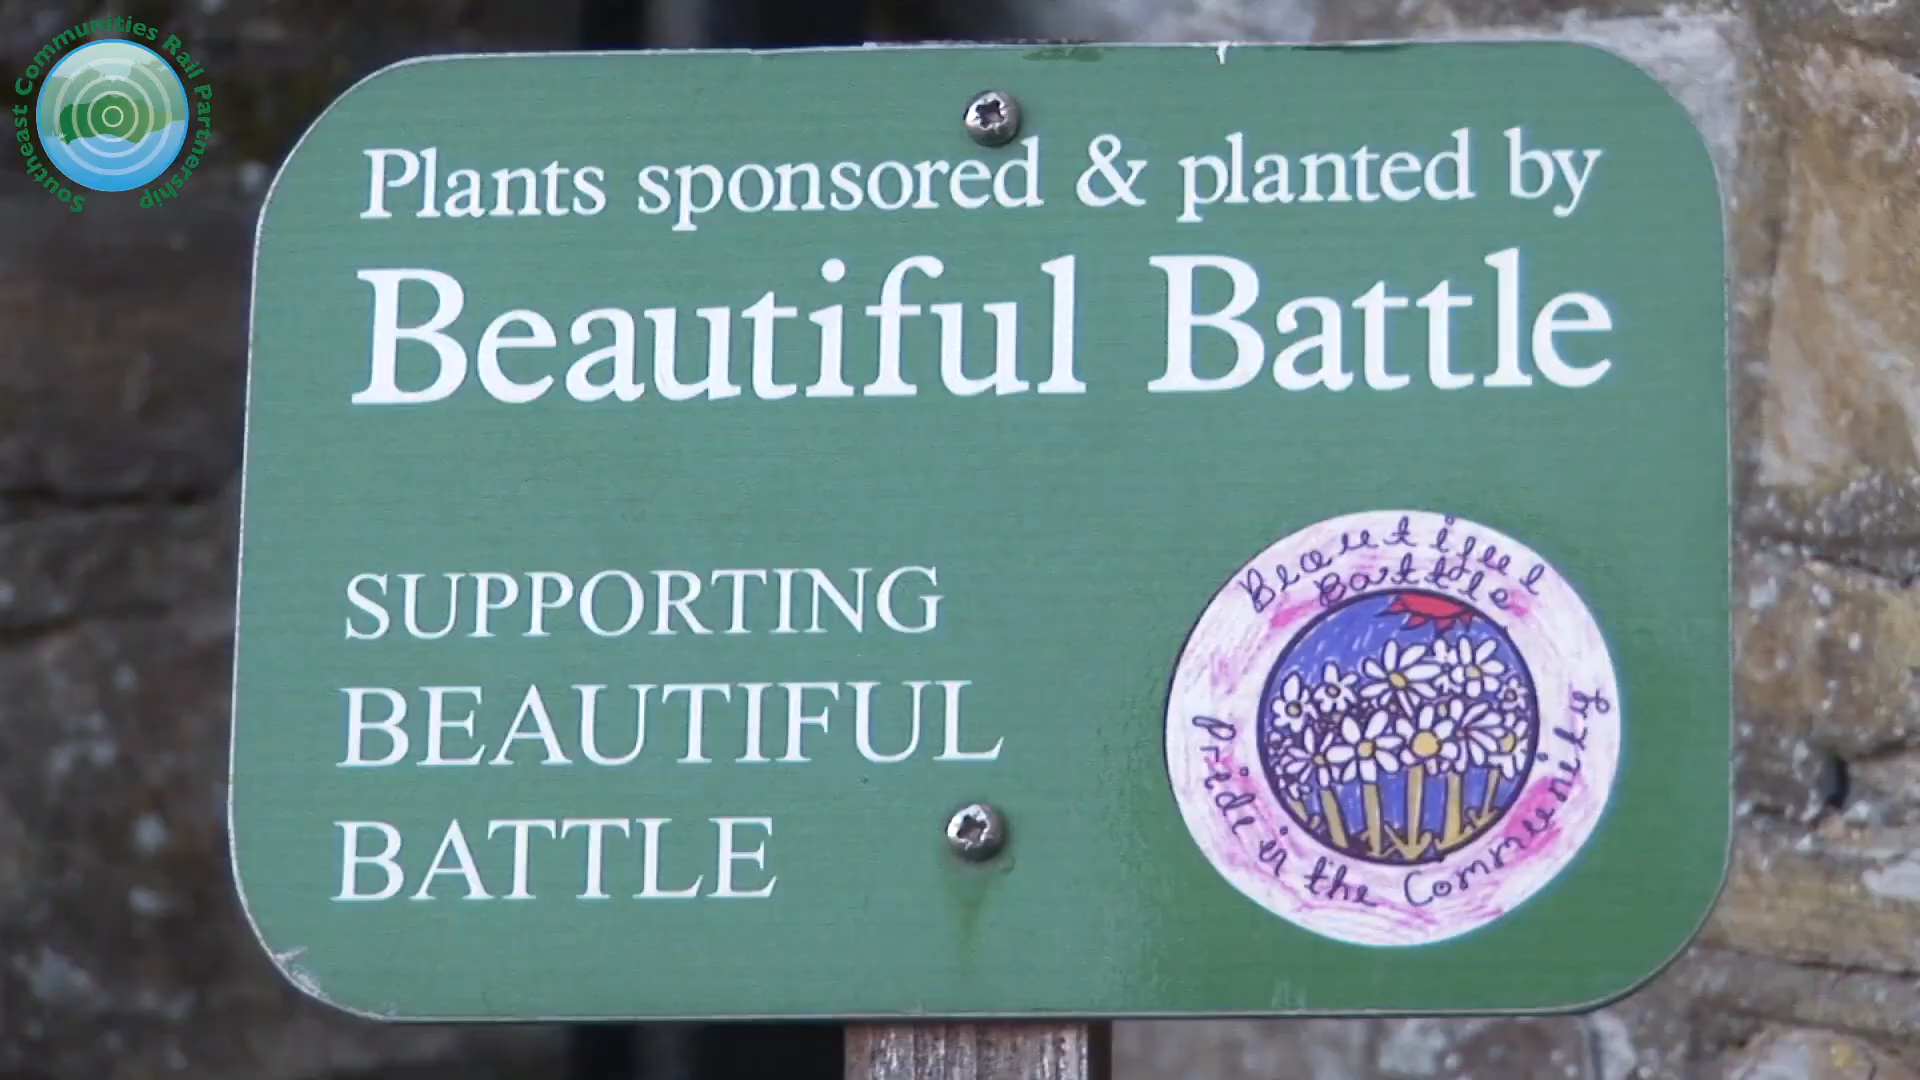 Southeast Communities Rail Partnership
Plants sponsored & planted by
Beautiful Battle
SUPPORTING
BEAUTIFUL
BATTLE
Beautiful
Battle
Pride in the Community